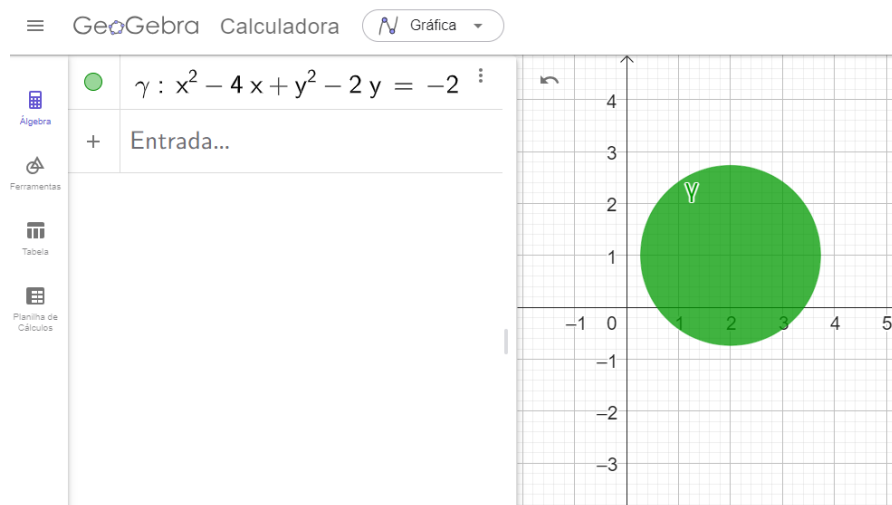 GeoGebra Calculadora Gráfica
γ : x² − 4 x + y² − 2 y = −2
Entrada...
Álgebra
Ferramentas
Tabela
Planilha de
Cálculos
γ
4
3
2
1
−1 0 1 2 3 4 5
−1
−2
−3